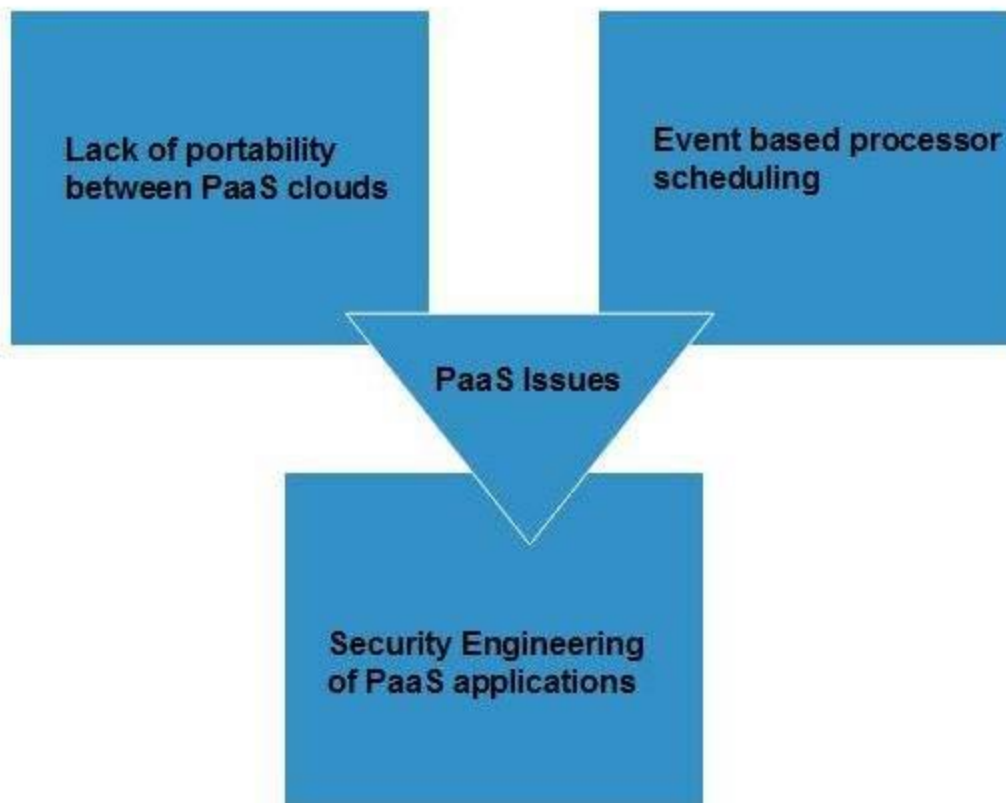 Lack of portability
between PaaS clouds
Event based processor
scheduling
PaaS Issues
Security Engineering
of PaaS applications